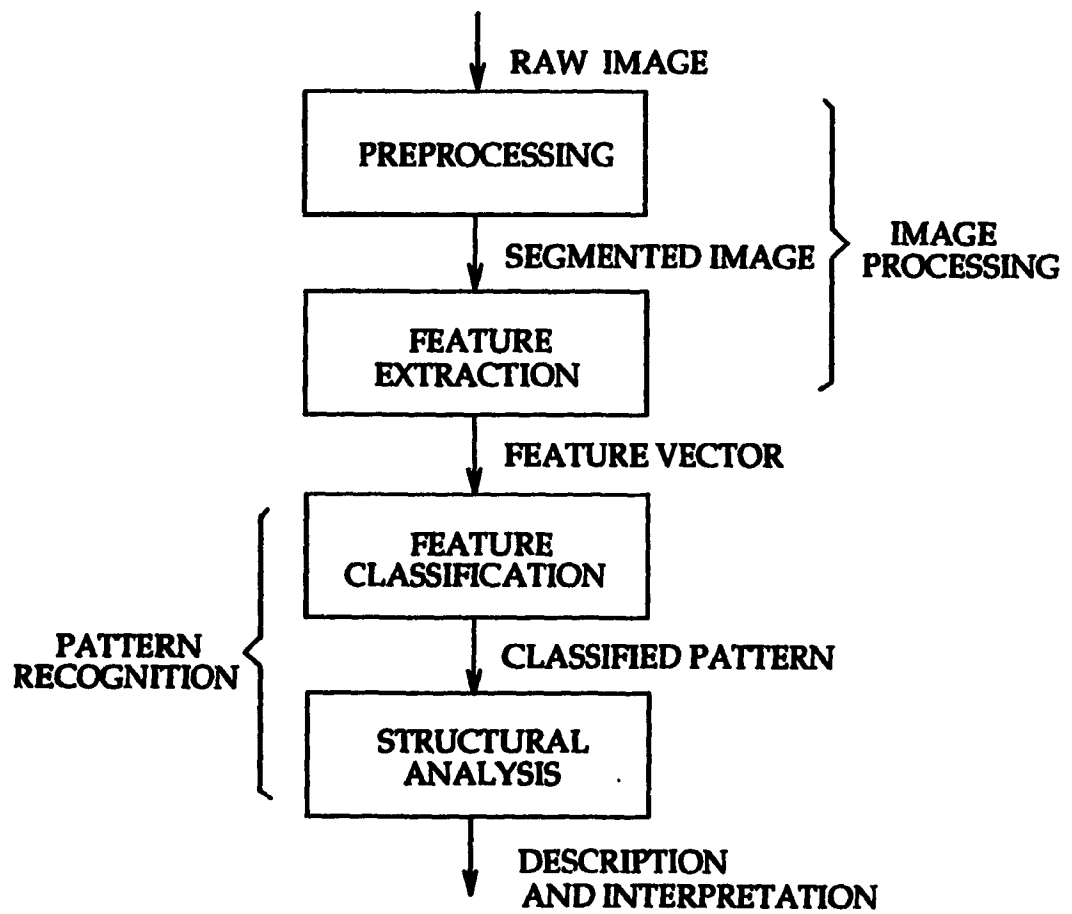 RAW IMAGE
PREPROCESSING
SEGMENTED IMAGE
IMAGE
PROCESSING
FEATURE
EXTRACTION
FEATURE VECTOR
FEATURE
CLASSIFICATION
PATTERN
RECOGNITION
CLASSIFIED PATTERN
STRUCTURAL
ANALYSIS
DESCRIPTION
AND INTERPRETATION